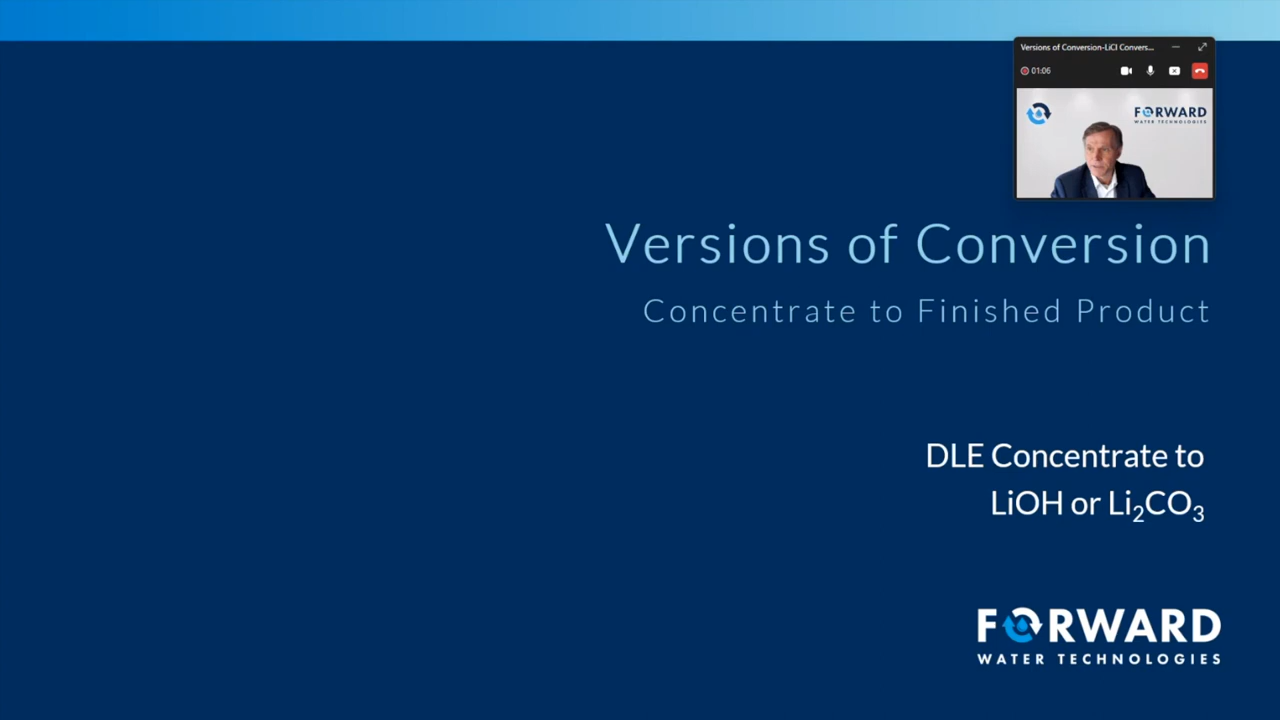 Versions of Conversion-LiCl Convers...
01:06
FORWARD
WATER TECHNOLOGIES
Versions of Conversion
Concentrate to Finished Product
DLE Concentrate to
LiOH or Li₂CO₃
FORWARD
WATER TECHNOLOGIES